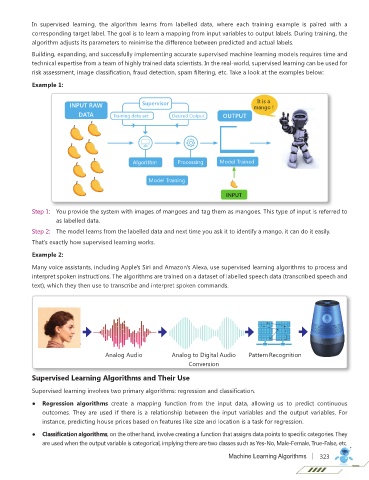 In supervised learning, the algorithm learns from labelled data, where each training example is paired with a
corresponding target label. The goal is to learn a mapping from input variables to output labels. During training, the
algorithm adjusts its parameters to minimise the difference between predicted and actual labels.
Building, expanding, and successfully implementing accurate supervised machine learning models requires time and
technical expertise from a team of highly trained data scientists. In the real-world, supervised learning can be used for
risk assessment, image classification, fraud detection, spam filtering, etc. Take a look at the examples below:
Example 1:
INPUT RAW
DATA
Supervisor
Training data set
Desired Output
OUTPUT
It is a
mango !
Algorithm
Processing
Model Trained
Model Training
INPUT
Step 1: You provide the system with images of mangoes and tag them as mangoes. This type of input is referred to
as labelled data.
Step 2: The model learns from the labelled data and next time you ask it to identify a mango, it can do it easily.
That's exactly how supervised learning works.
Example 2:
Many voice assistants, including Apple's Siri and Amazon's Alexa, use supervised learning algorithms to process and
interpret spoken instructions. The algorithms are trained on a dataset of labelled speech data (transcribed speech and
text), which they then use to transcribe and interpret spoken commands.
Analog Audio
Analog to Digital Audio
Conversion
Pattern Recognition
Supervised Learning Algorithms and Their Use
Supervised learning involves two primary algorithms: regression and classification.
● Regression algorithms create a mapping function from the input data, allowing us to predict continuous
outcomes. They are used if there is a relationship between the input variables and the output variables. For
instance, predicting house prices based on features like size and location is a task for regression.
● Classification algorithms, on the other hand, involve creating a function that assigns data points to specific categories. They
are used when the output variable is categorical, implying there are two classes such as Yes-No, Male-Female, True-False, etc.
Machine Learning Algorithms | 323